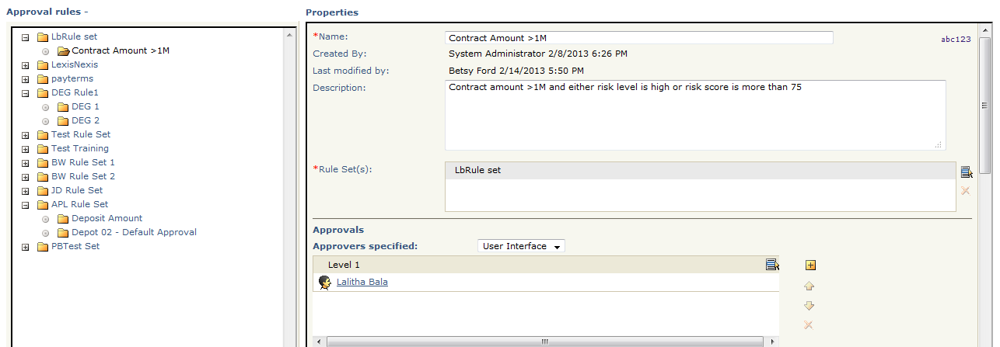 Approval rules -
LbRule set
Contract Amount >1M
LexisNexis
payterms
DEG Rule1
DEG 1
DEG 2
Test Rule Set
Test Training
BW Rule Set 1
BW Rule Set 2
JD Rule Set
APL Rule Set
Deposit Amount
Depot 02 - Default Approval
PBTest Set
Properties
*Name: Contract Amount >1M abc123
Created By: System Administrator 2/8/2013 6:26 PM
Last modified by: Betsy Ford 2/14/2013 5:50 PM
Description: Contract amount >1M and either risk level is high or risk score is more than 75
*Rule Set(s): LbRule set
Approvals
Approvers specified: User Interface
Level 1
Lalitha Bala